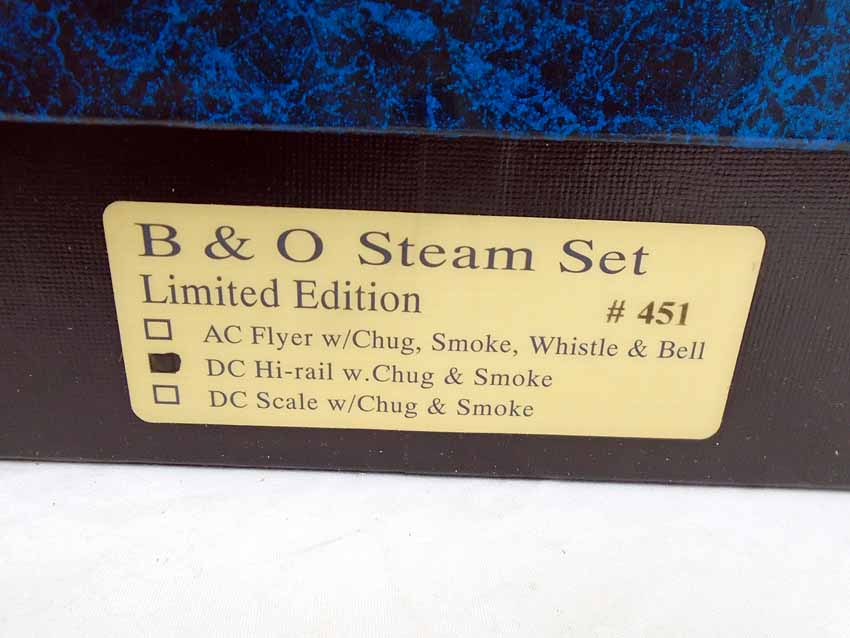 B & O Steam Set
Limited Edition # 451
AC Flyer w/Chug, Smoke, Whistle & Bell
DC Hi-rail w.Chug & Smoke
DC Scale w/Chug & Smoke